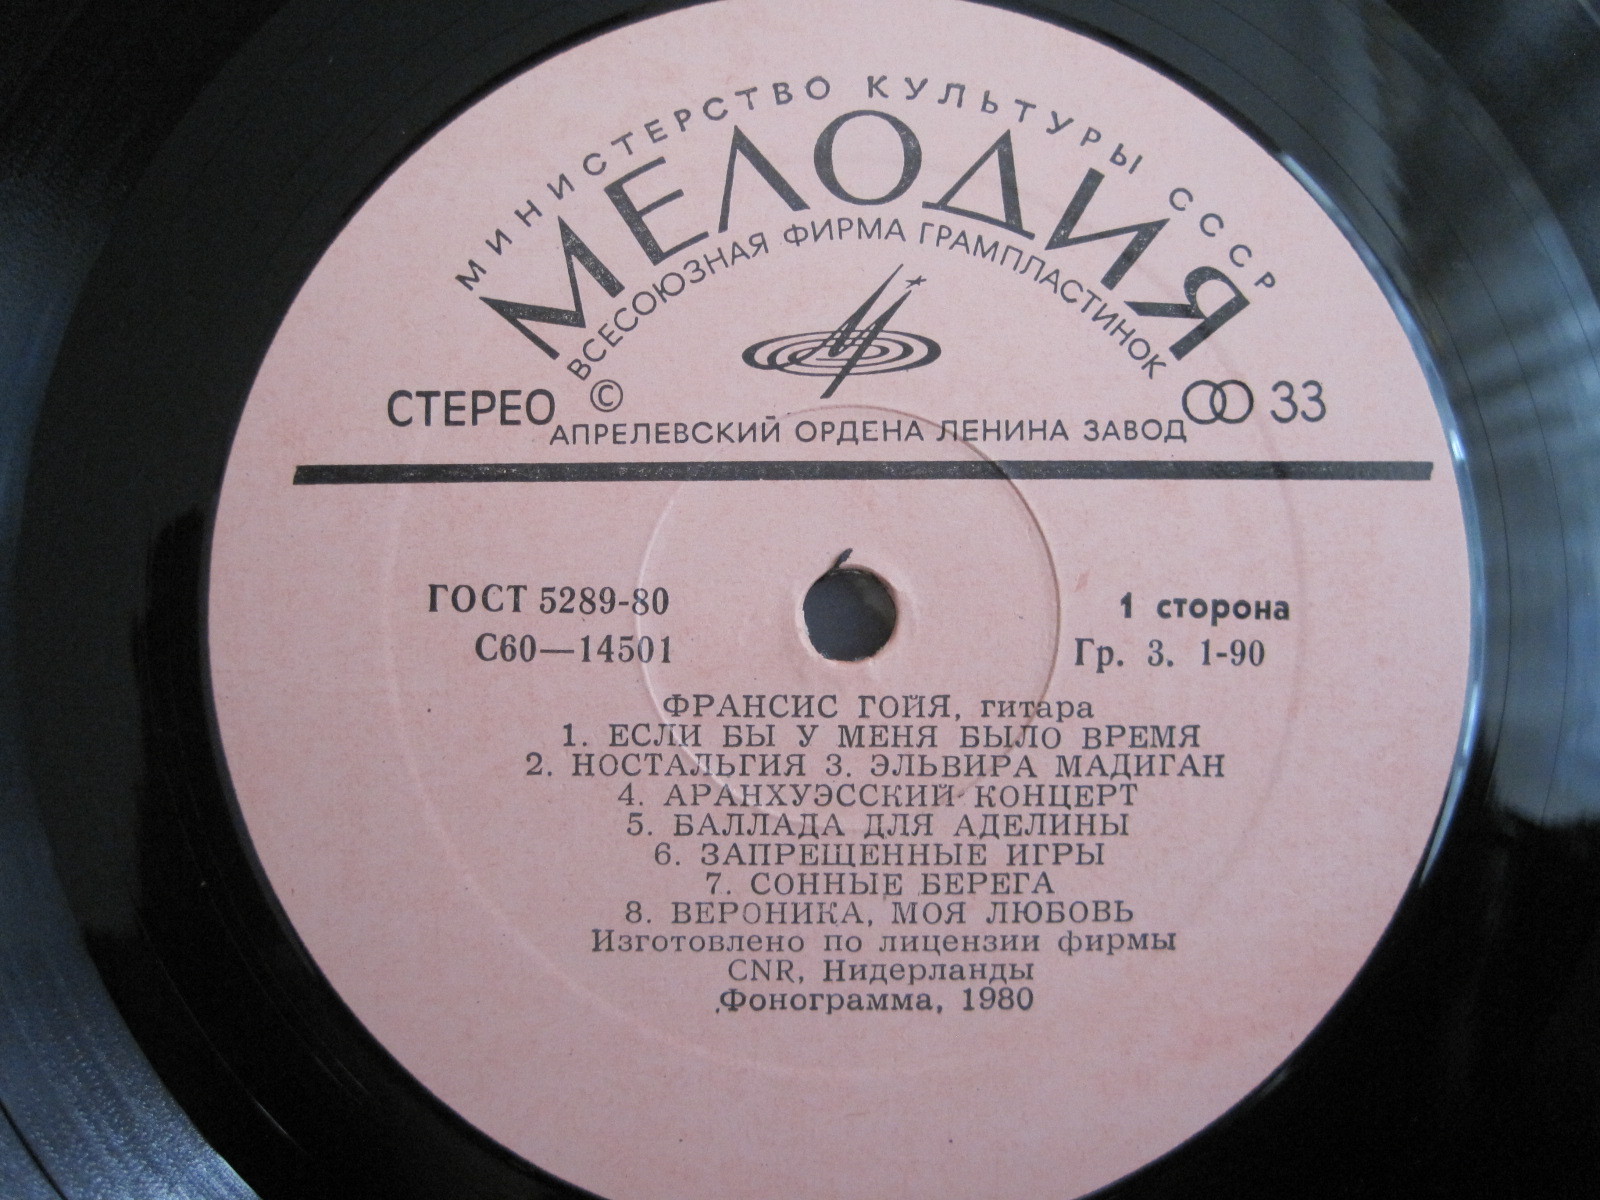 МИНИСТЕРСТВО КУЛЬТУРЫ СССР
МЕЛОДИЯ
ВСЕСОЮЗНАЯ ФИРМА ГРАМПЛАСТИНОК
СТЕРЕО © 33
АПРЕЛЕВСКИЙ ОРДЕНА ЛЕНИНА ЗАВОД
ГОСТ 5289-80 1 сторона
С60—14501 Гр. 3. 1-90
ФРАНСИС ГОЙЯ, гитара
1. ЕСЛИ БЫ У МЕНЯ БЫЛО ВРЕМЯ
2. НОСТАЛЬГИЯ 3. ЭЛЬВИРА МАДИГАН
4. АРАНХУЭССКИЙ КОНЦЕРТ
5. БАЛЛАДА ДЛЯ АДЕЛИНЫ
6. ЗАПРЕЩЕННЫЕ ИГРЫ
7. СОННЫЕ БЕРЕГА
8. ВЕРОНИКА, МОЯ ЛЮБОВЬ
Изготовлено по лицензии фирмы
CNR, Нидерланды
Фонограмма, 1980